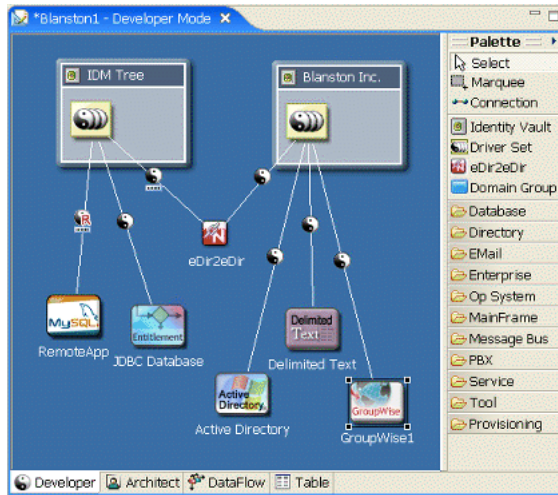 *Blanston1 - Developer Mode
Palette
Select
Marquee
Connection
Identity Vault
Driver Set
eDir2eDir
Domain Group
Database
Directory
EMail
Enterprise
Op System
MainFrame
Message Bus
PBX
Service
Tool
Provisioning
IDM Tree
Blanston Inc.
R
eDir2eDir
MySQL
RemoteApp
Entitlement
JDBC Database
Delimited
Text
Delimited Text
Active
Directory
Active Directory
GroupWise
GroupWise1
Developer
Architect
DataFlow
Table